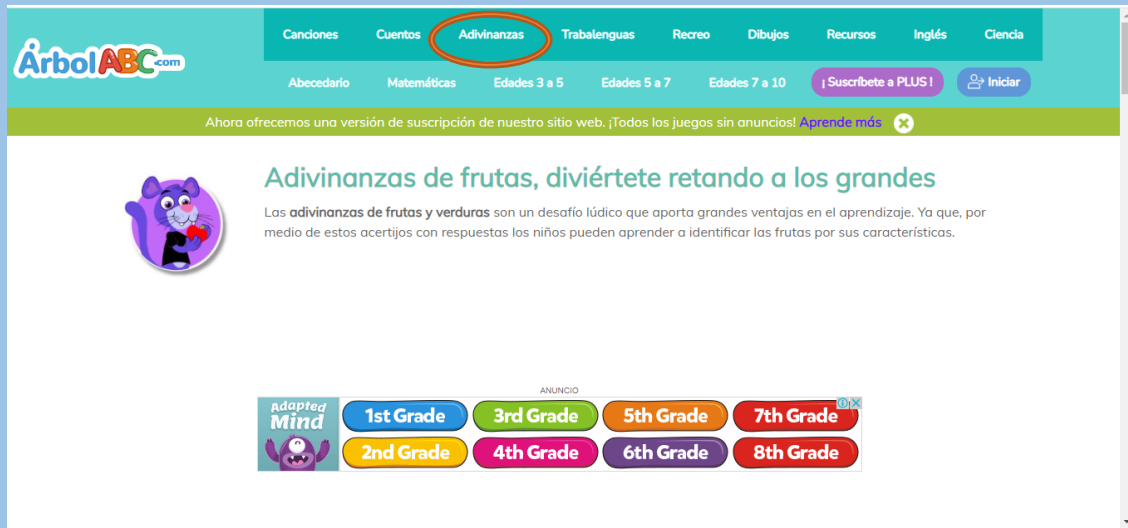 Canciones Cuentos Adivinanzas Trabalenguas Recreo Dibujos Recursos Inglés Ciencia
ÁrbolABC.com
Abecedario Matemáticas Edades 3 a 5 Edades 5 a 7 Edades 7 a 10 ¡ Suscríbete a PLUS ! Iniciar
Ahora ofrecemos una versión de suscripción de nuestro sitio web. ¡Todos los juegos sin anuncios! Aprende más
Adivinanzas de frutas, diviértete retando a los grandes
Las adivinanzas de frutas y verduras son un desafío lúdico que aporta grandes ventajas en el aprendizaje. Ya que, por
medio de estos acertijos con respuestas los niños pueden aprender a identificar las frutas por sus características.
ANUNCIO
Adapted
Mind
1st Grade 3rd Grade 5th Grade 7th Grade
2nd Grade 4th Grade 6th Grade 8th Grade